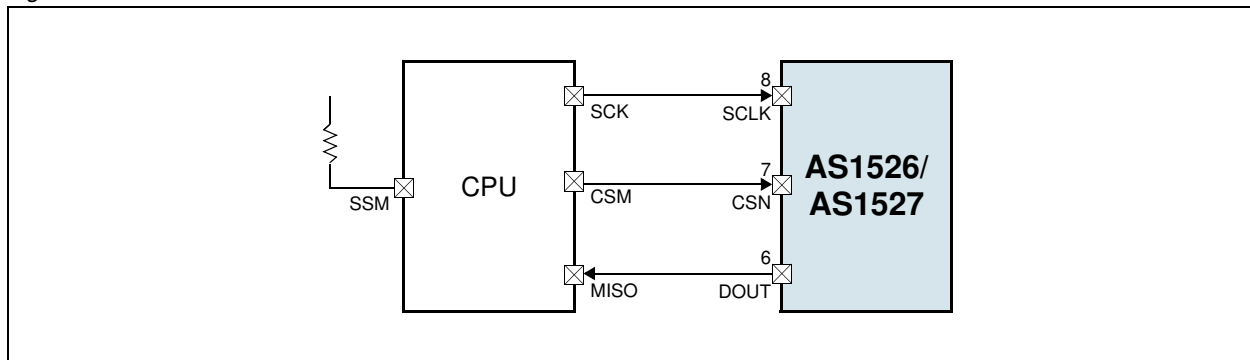 8
SCK
SCLK
CPU
SSM
7
CSM
CSN
AS1526/
AS1527
6
MISO
DOUT